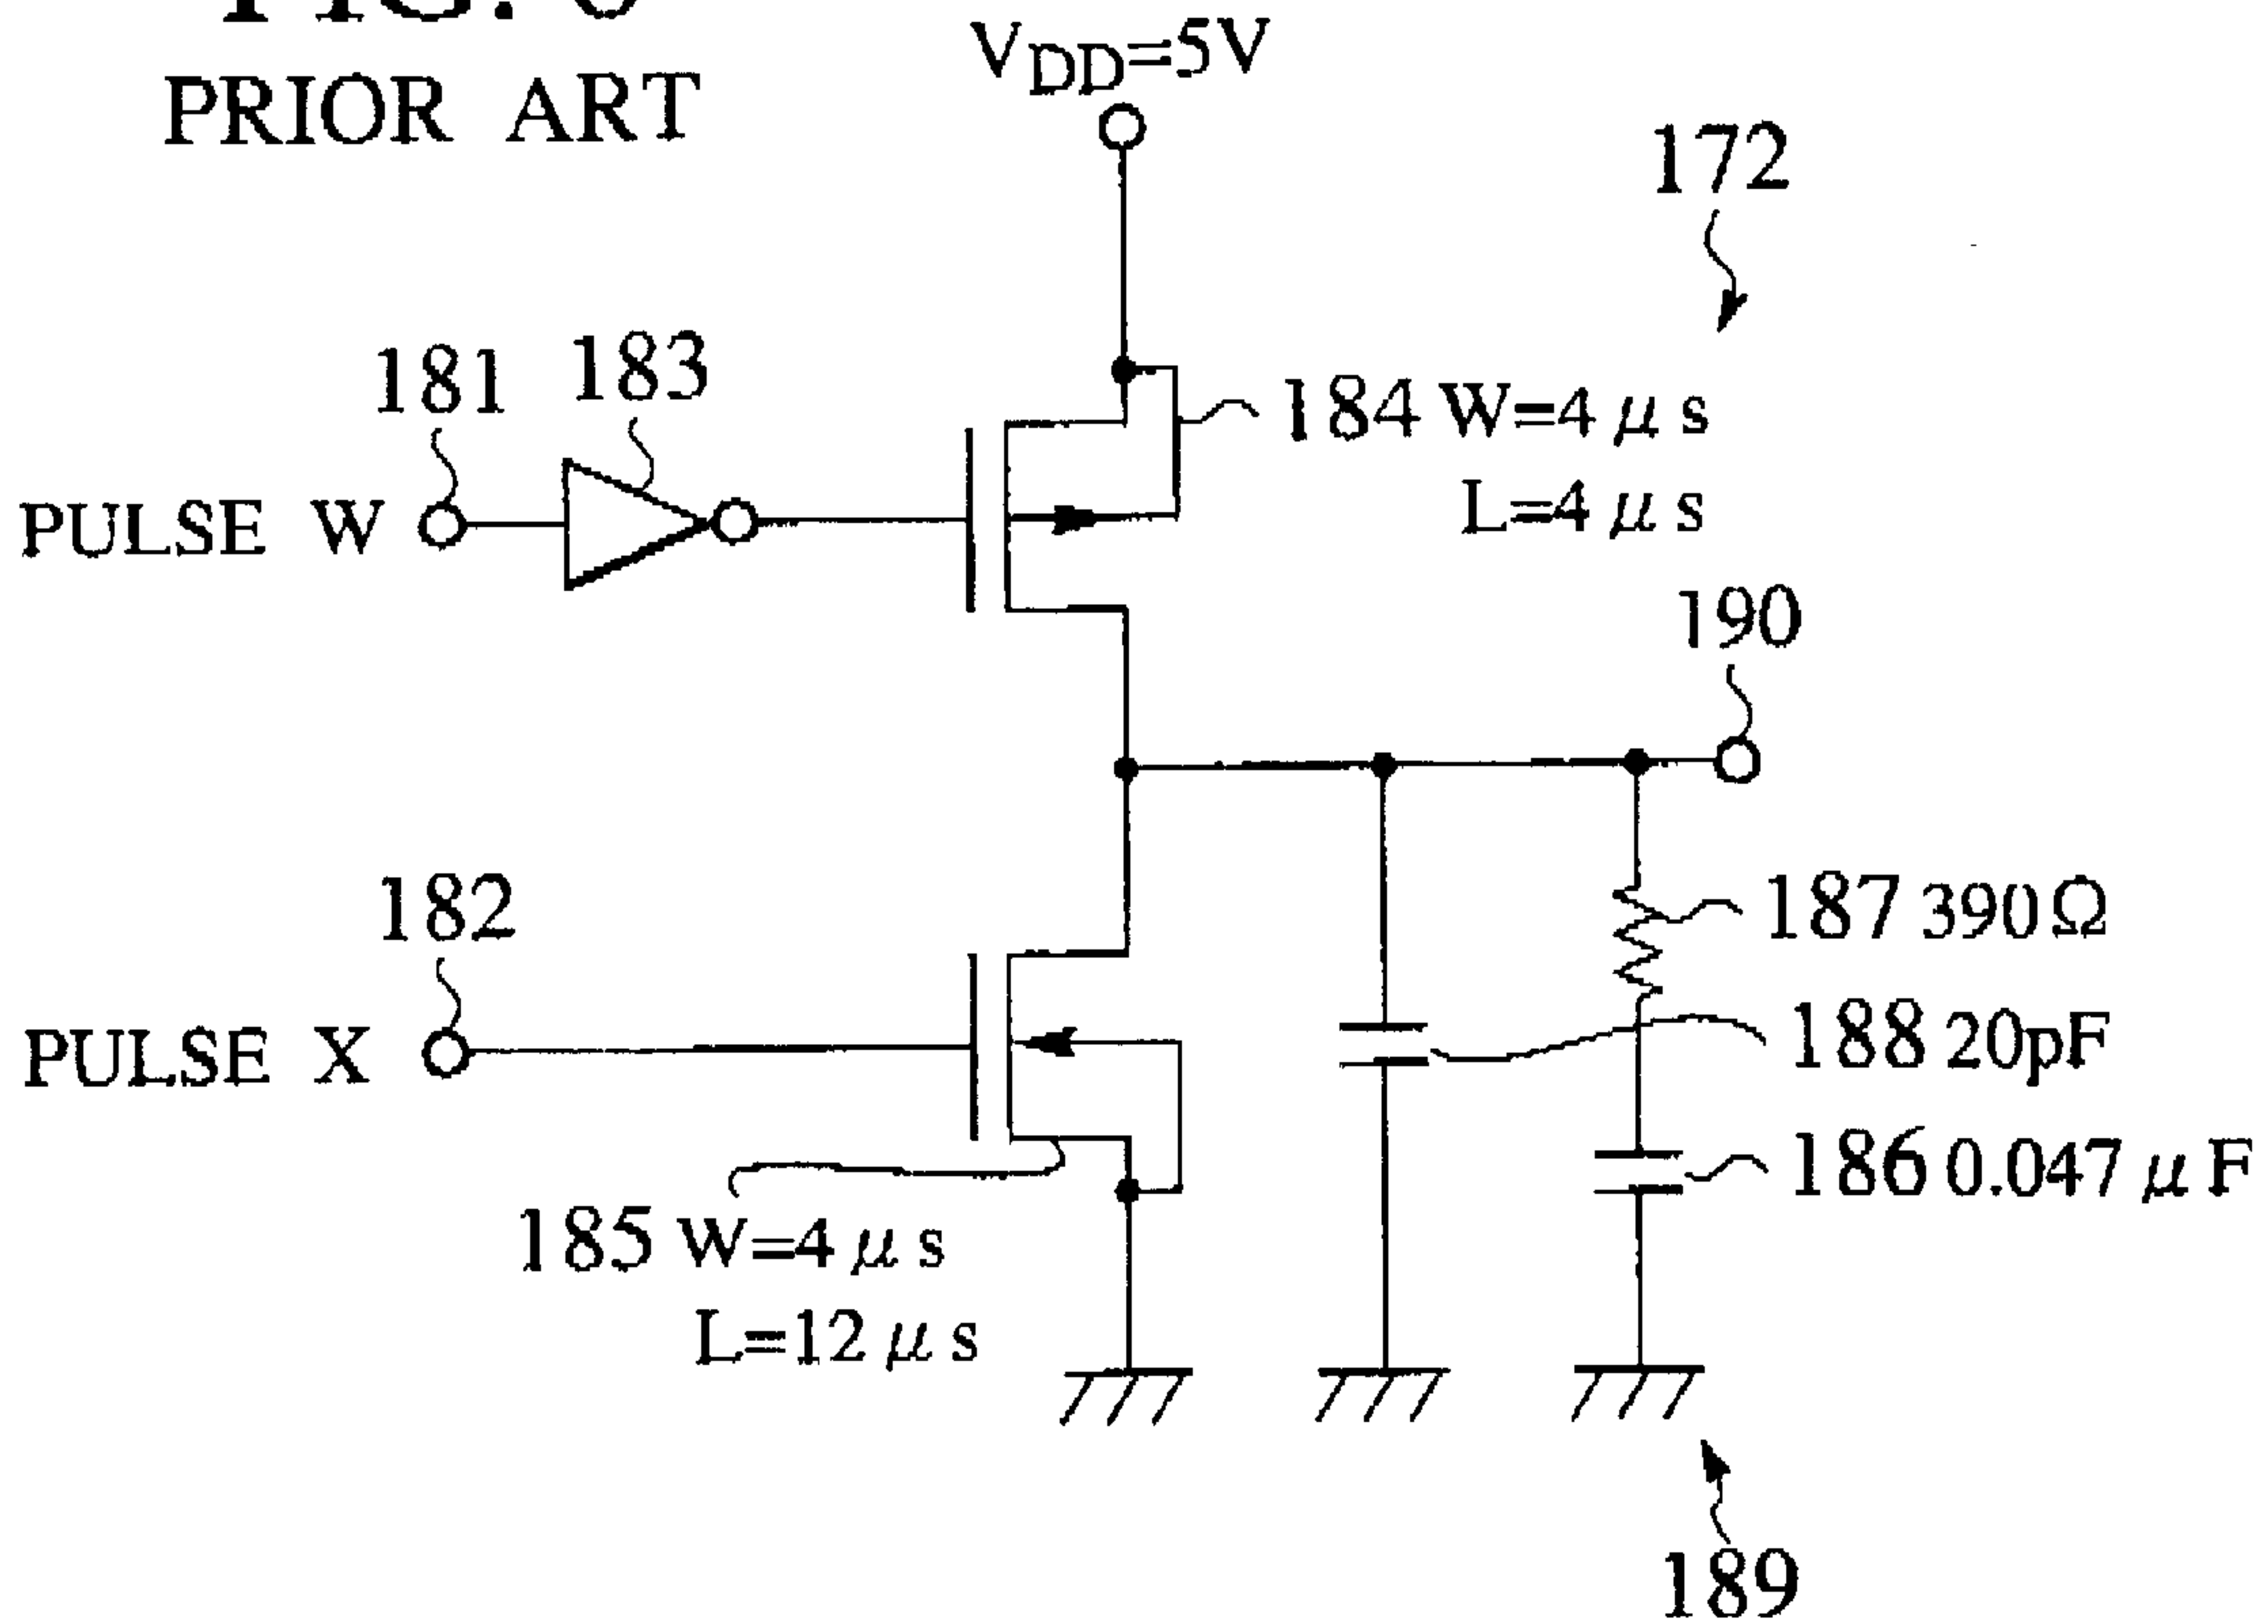 PRIOR ART
V_DD=5V
172
181
183
184 W=4 μ s
L=4 μ s
PULSE W
190
182
187 390 Ω
PULSE X
188 20pF
186 0.047 μ F
185 W=4 μ s
L=12 μ s
189